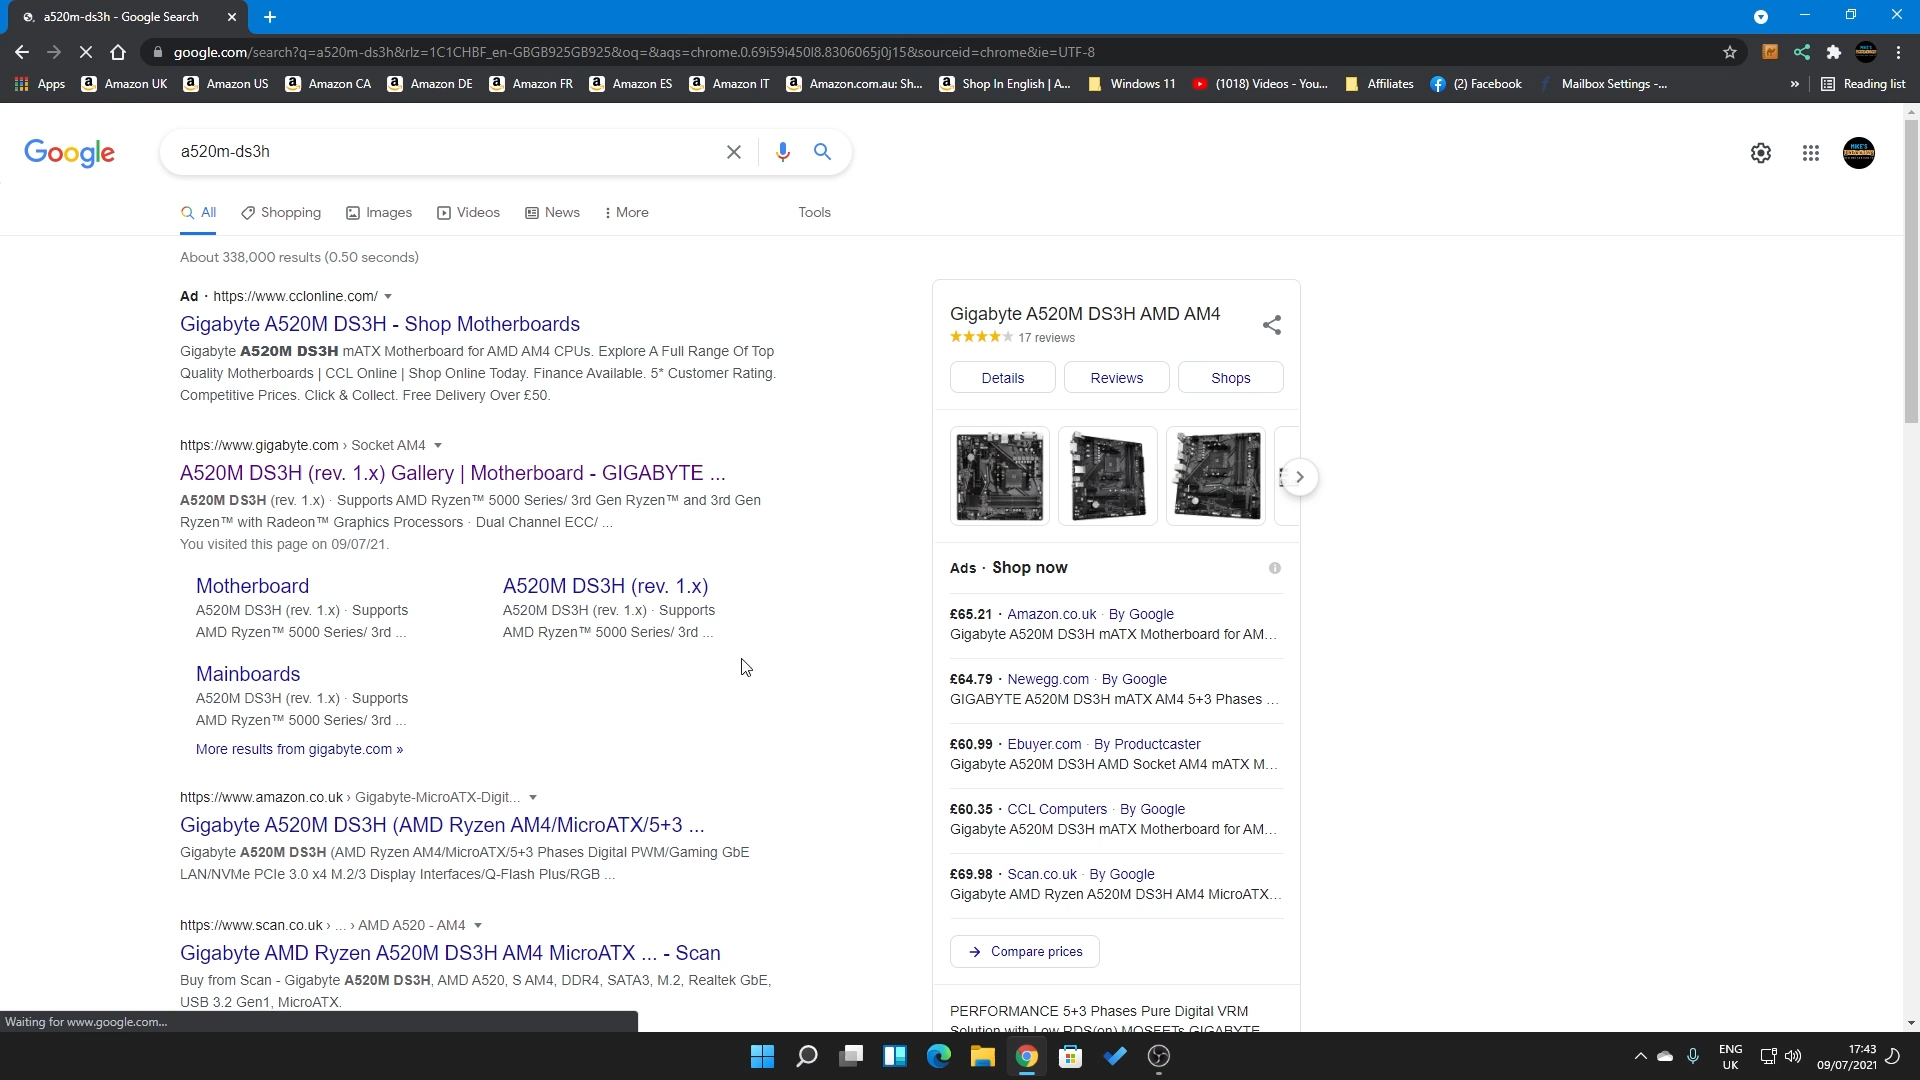 a520m-ds3h - Google Search
google.com/search?q=a520m-ds3h&rlz=1C1CHBF_en-GBGB925GB925&oq=&aqs=chrome.0.69i59i450l8.8306065j0j15&sourceid=chrome&ie=UTF-8
Apps Amazon UK Amazon US Amazon CA Amazon DE Amazon FR Amazon ES Amazon IT Amazon.com.au: Sh... Shop In English | A... Windows 11 (1018) Videos - You... Affiliates (2) Facebook Mailbox Settings -... » Reading list
Google
a520m-ds3h
All Shopping Images Videos News More Tools
About 338,000 results (0.50 seconds)
Ad · https://www.cclonline.com/
Gigabyte A520M DS3H - Shop Motherboards
Gigabyte A520M DS3H mATX Motherboard for AMD AM4 CPUs. Explore A Full Range Of Top
Quality Motherboards | CCL Online | Shop Online Today. Finance Available. 5* Customer Rating.
Competitive Prices. Click & Collect. Free Delivery Over £50.
https://www.gigabyte.com › Socket AM4
A520M DS3H (rev. 1.x) Gallery | Motherboard - GIGABYTE ...
A520M DS3H (rev. 1.x) · Supports AMD Ryzen™ 5000 Series/ 3rd Gen Ryzen™ and 3rd Gen
Ryzen™ with Radeon™ Graphics Processors · Dual Channel ECC/ ...
You visited this page on 09/07/21.
Motherboard
A520M DS3H (rev. 1.x) · Supports
AMD Ryzen™ 5000 Series/ 3rd ...
A520M DS3H (rev. 1.x)
A520M DS3H (rev. 1.x) · Supports
AMD Ryzen™ 5000 Series/ 3rd ...
Mainboards
A520M DS3H (rev. 1.x) · Supports
AMD Ryzen™ 5000 Series/ 3rd ...
More results from gigabyte.com »
https://www.amazon.co.uk › Gigabyte-MicroATX-Digit...
Gigabyte A520M DS3H (AMD Ryzen AM4/MicroATX/5+3 ...
Gigabyte A520M DS3H (AMD Ryzen AM4/MicroATX/5+3 Phases Digital PWM/Gaming GbE
LAN/NVMe PCIe 3.0 x4 M.2/3 Display Interfaces/Q-Flash Plus/RGB ...
https://www.scan.co.uk › ... › AMD A520 - AM4
Gigabyte AMD Ryzen A520M DS3H AM4 MicroATX ... - Scan
Buy from Scan - Gigabyte A520M DS3H, AMD A520, S AM4, DDR4, SATA3, M.2, Realtek GbE,
USB 3.2 Gen1, MicroATX.
Gigabyte A520M DS3H AMD AM4
17 reviews
Details Reviews Shops
Ads · Shop now
£65.21 · Amazon.co.uk · By Google
Gigabyte A520M DS3H mATX Motherboard for AM...
£64.79 · Newegg.com · By Google
GIGABYTE A520M DS3H mATX AM4 5+3 Phases ...
£60.99 · Ebuyer.com · By Productcaster
Gigabyte A520M DS3H AMD Socket AM4 mATX M...
£60.35 · CCL Computers · By Google
Gigabyte A520M DS3H mATX Motherboard for AM...
£69.98 · Scan.co.uk · By Google
Gigabyte AMD Ryzen A520M DS3H AM4 MicroATX...
Compare prices
PERFORMANCE 5+3 Phases Pure Digital VRM
Solution with Low RDS(on) MOSFETs GIGABYTE
Waiting for www.google.com...
ENG
UK
17:43
09/07/2021